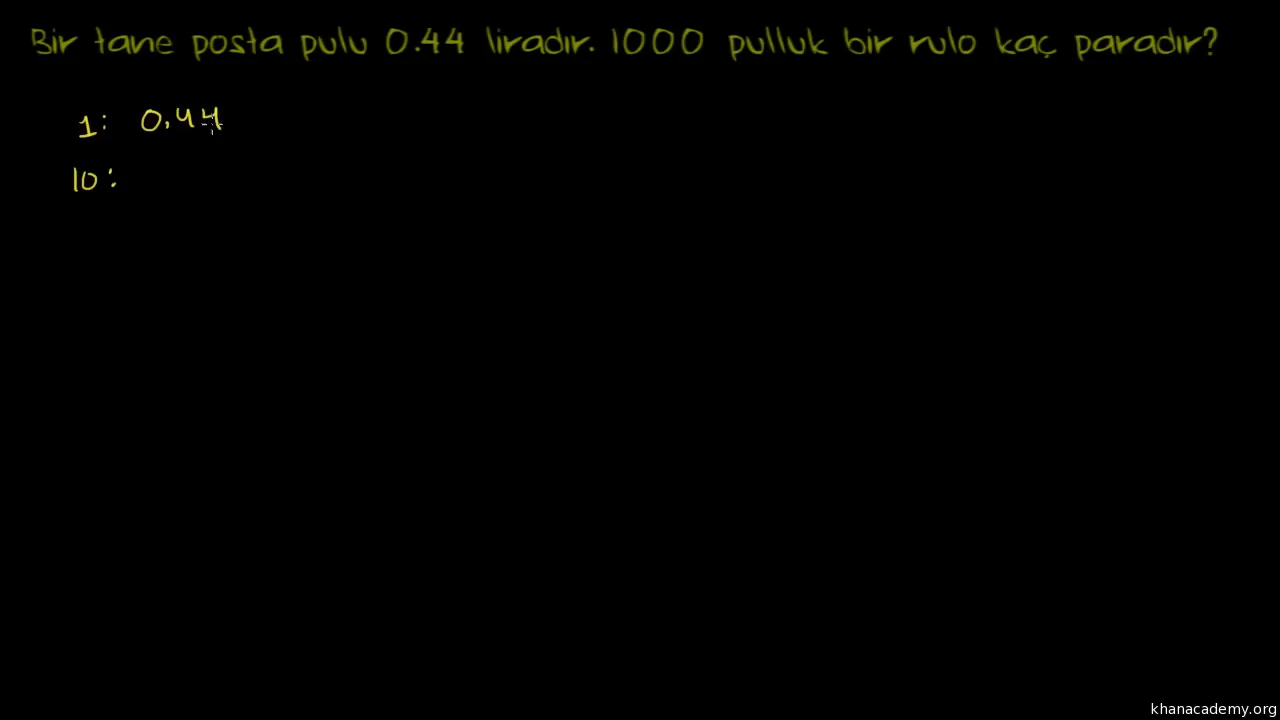 Bir tane posta pulu 0.44 liradır. 1000 pulluk bir rulo kaç paradır?
1: 0.44
10:
khanacademy.org